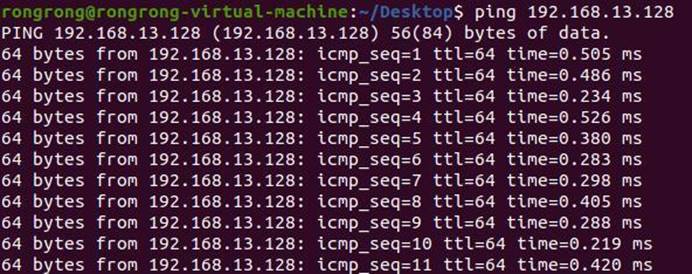 rongrong@rongrong-virtual-machine:~/Desktop$ ping 192.168.13.128
PING 192.168.13.128 (192.168.13.128) 56(84) bytes of data.
64 bytes from 192.168.13.128: icmp_seq=1 ttl=64 time=0.505 ms
64 bytes from 192.168.13.128: icmp_seq=2 ttl=64 time=0.486 ms
64 bytes from 192.168.13.128: icmp_seq=3 ttl=64 time=0.234 ms
64 bytes from 192.168.13.128: icmp_seq=4 ttl=64 time=0.526 ms
64 bytes from 192.168.13.128: icmp_seq=5 ttl=64 time=0.380 ms
64 bytes from 192.168.13.128: icmp_seq=6 ttl=64 time=0.283 ms
64 bytes from 192.168.13.128: icmp_seq=7 ttl=64 time=0.298 ms
64 bytes from 192.168.13.128: icmp_seq=8 ttl=64 time=0.405 ms
64 bytes from 192.168.13.128: icmp_seq=9 ttl=64 time=0.288 ms
64 bytes from 192.168.13.128: icmp_seq=10 ttl=64 time=0.219 ms
64 bytes from 192.168.13.128: icmp_seq=11 ttl=64 time=0.420 ms